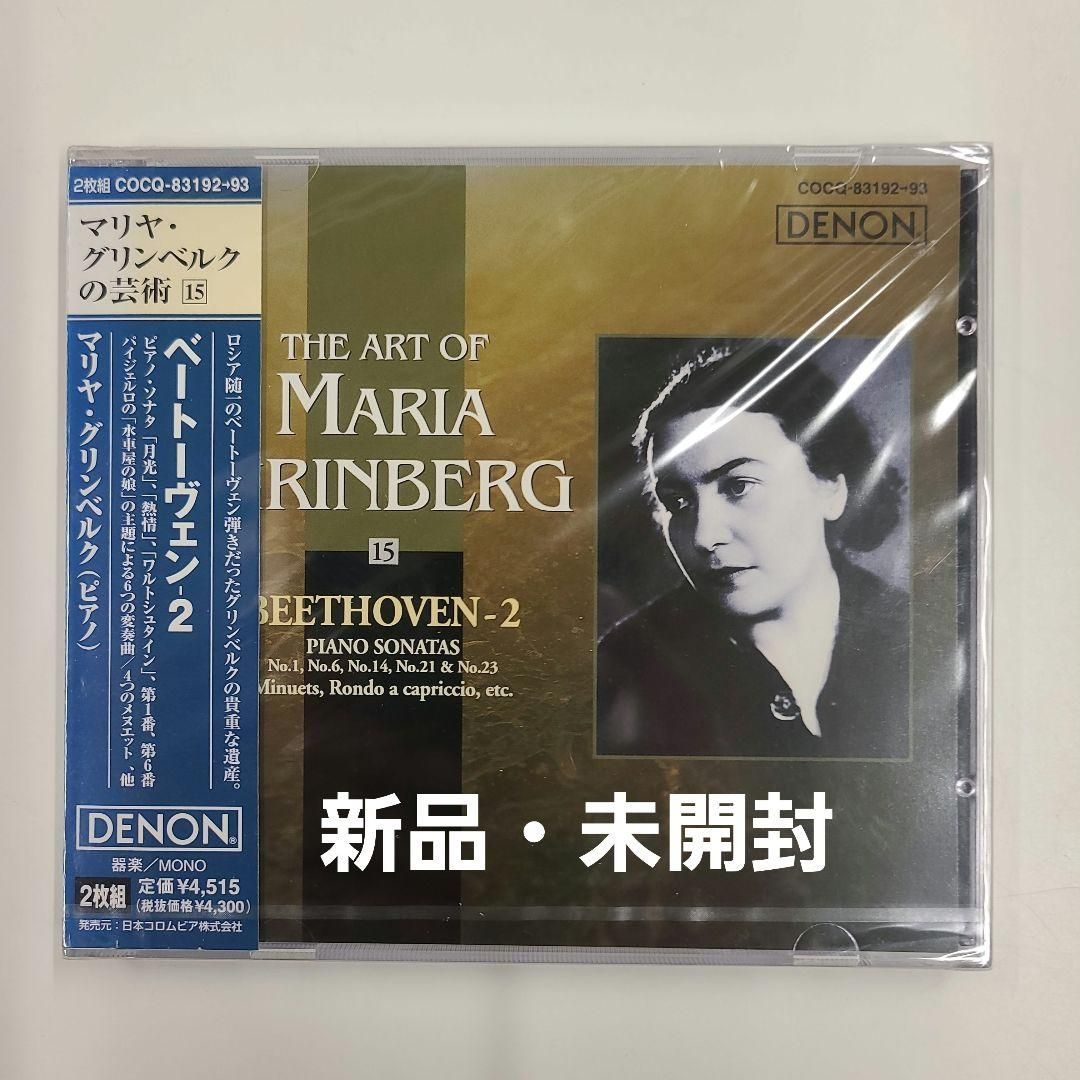 2枚組 COCQ-83192→93
マリヤ・
グリンベルク
の芸術 15
ロシア随一のベートーヴェン弾きだったグリンベルクの貴重な遺産。
ベートーヴェン-2
ピアノ・ソナタ「月光」、「熱情」、「ワルトシュタイン」、第1番、第6番
パイジェルロの「水車屋の娘」の主題による6つの変奏曲/4つのメヌエット、他
マリヤ・グリンベルク(ピアノ)
DENON®
器楽/MONO
2枚組 定価¥4,515
(税抜価格¥4,300)
発売元:日本コロムビア株式会社
COCQ-83192→93
DENON
THE ART OF
MARIA
RINBERG
15
BEETHOVEN-2
PIANO SONATAS
No.1, No.6, No.14, No.21 & No.23
Minuets, Rondo a capriccio, etc.
新品・未開封